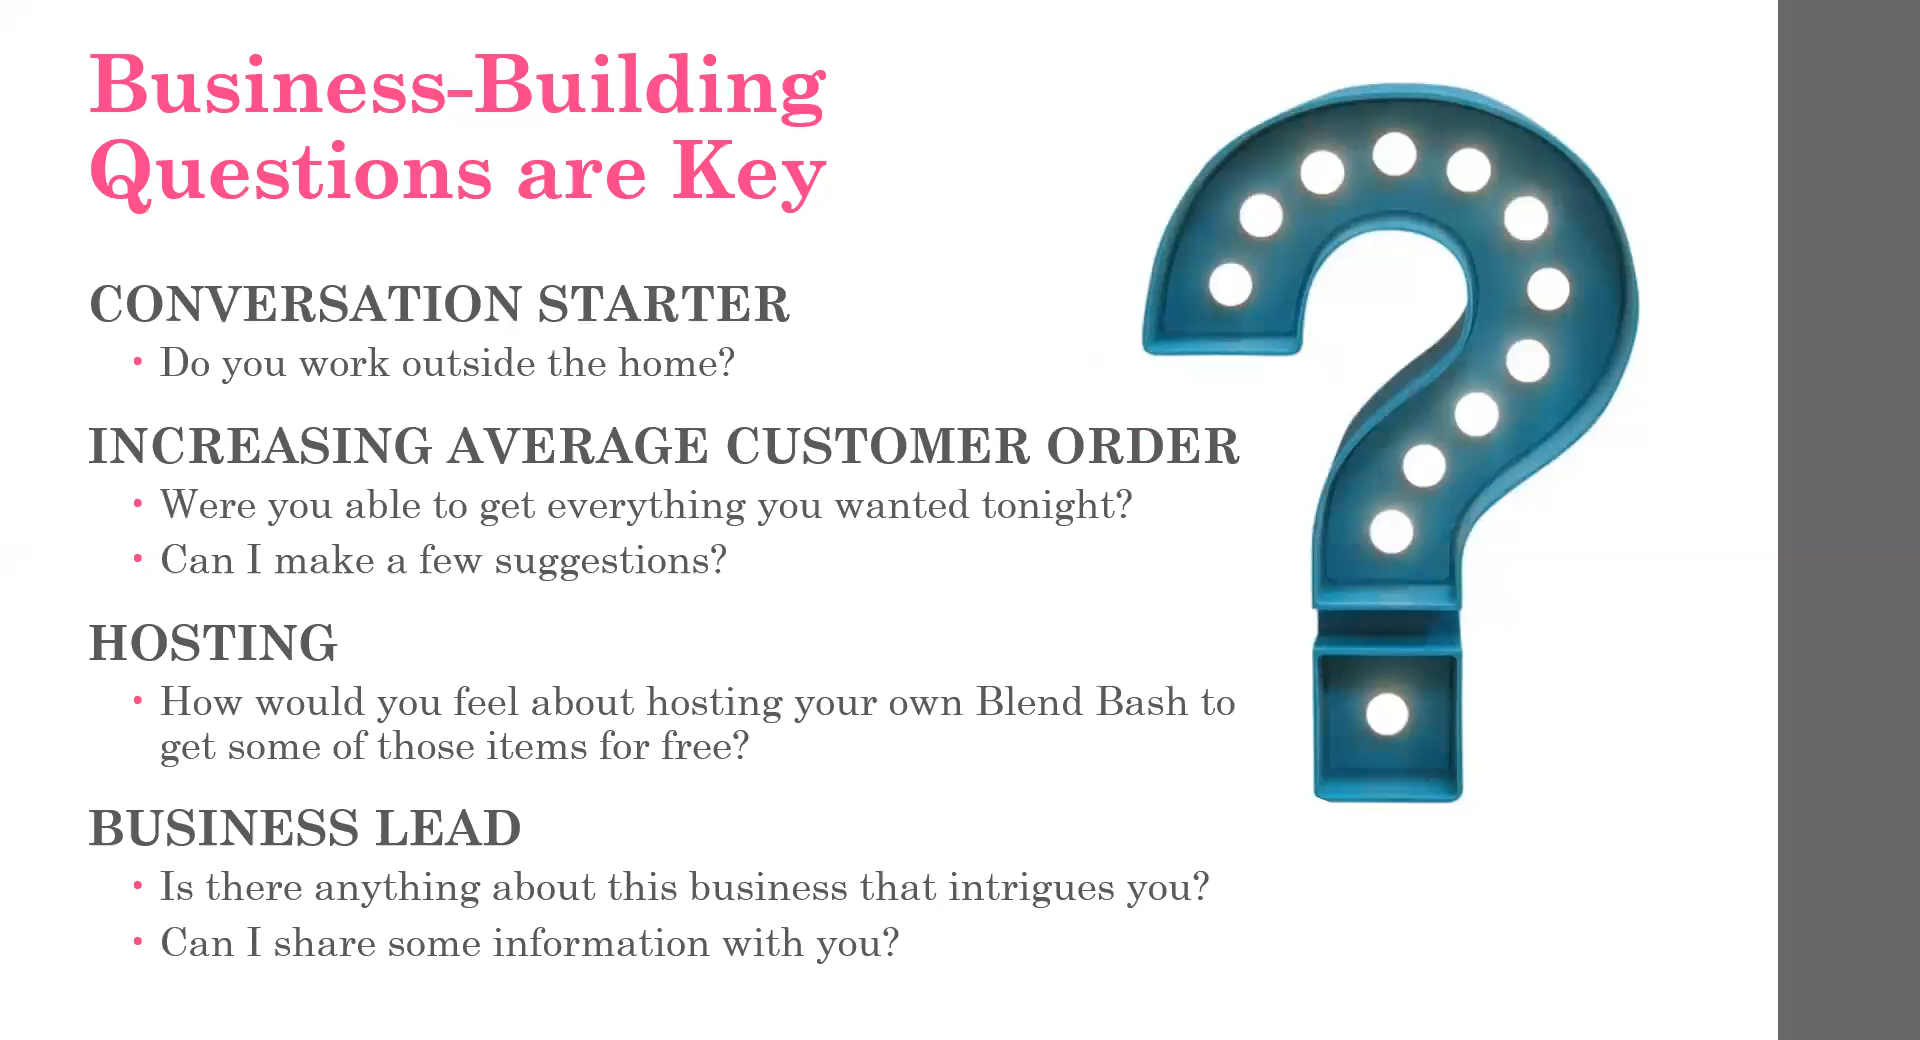 Business-Building
Questions are Key
CONVERSATION STARTER
• Do you work outside the home?
INCREASING AVERAGE CUSTOMER ORDER
• Were you able to get everything you wanted tonight?
• Can I make a few suggestions?
HOSTING
• How would you feel about hosting your own Blend Bash to
get some of those items for free?
BUSINESS LEAD
• Is there anything about this business that intrigues you?
• Can I share some information with you?